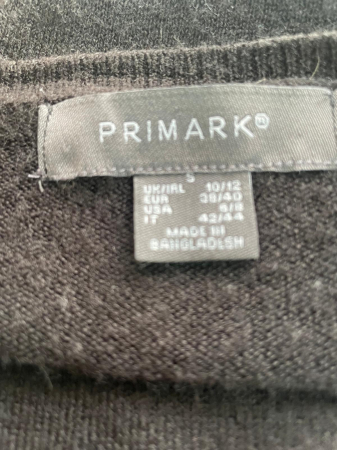 PRIMARK®
S
UK/IRL 10/12
EUR 38/40
USA 6/8
IT 42/44
MADE IN
BANGLADESH